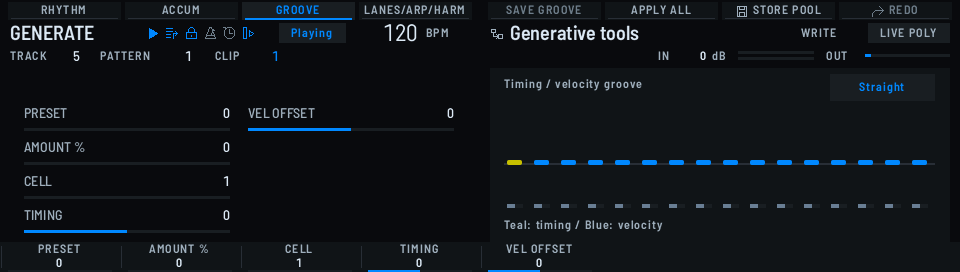 RHYTHM ACCUM GROOVE LANES/ARP/HARM SAVE GROOVE APPLY ALL STORE POOL REDO
GENERATE Playing 120 BPM Generative tools WRITE LIVE POLY
TRACK 5 PATTERN 1 CLIP 1 IN 0 dB OUT
Timing / velocity groove Straight
PRESET 0 VEL OFFSET 0
AMOUNT % 0
CELL 1
TIMING 0
Teal: timing / Blue: velocity
PRESET AMOUNT % CELL TIMING VEL OFFSET
0 0 1 0 0